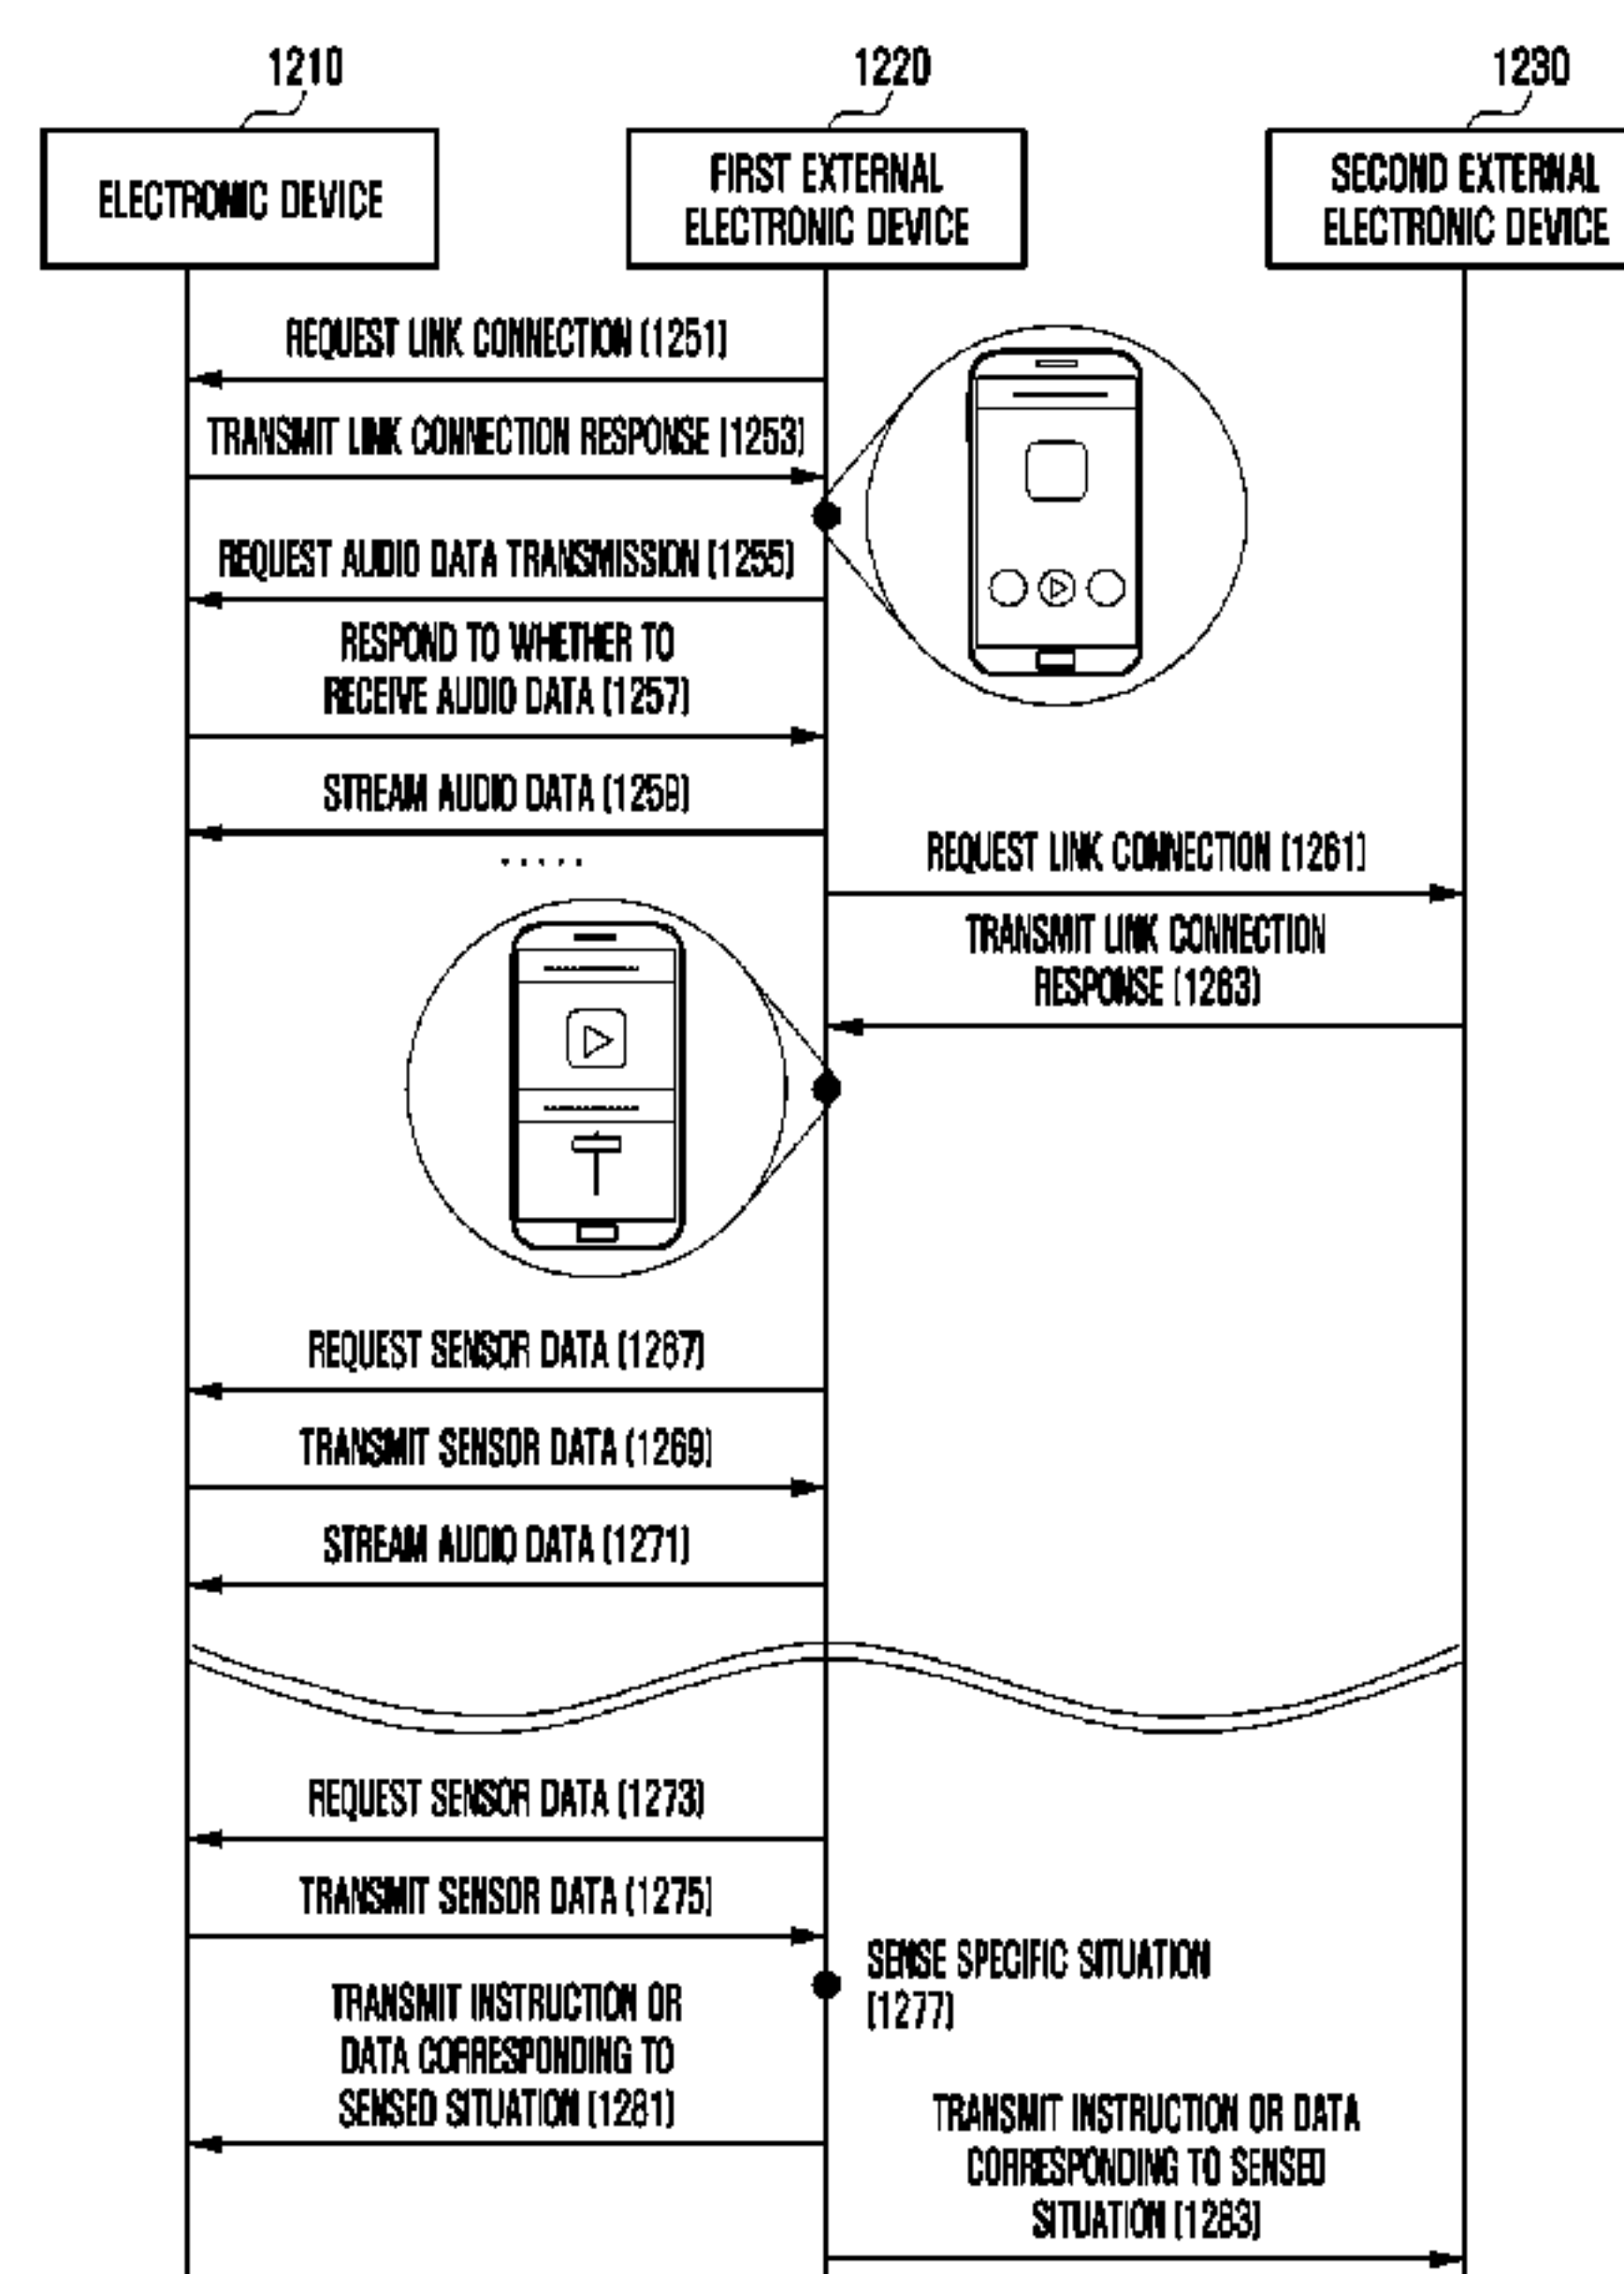 1210
1220
1230
ELECTRONIC DEVICE
FIRST EXTERNAL
ELECTRONIC DEVICE
SECOND EXTERNAL
ELECTRONIC DEVICE
REQUEST LINK CONNECTION (1251)
TRANSMIT LINK CONNECTION RESPONSE (1253)
REQUEST AUDIO DATA TRANSMISSION (1255)
RESPOND TO WHETHER TO
RECEIVE AUDIO DATA (1257)
STREAM AUDIO DATA (1259)
.....
REQUEST LINK CONNECTION (1261)
TRANSMIT LINK CONNECTION
RESPONSE (1263)
REQUEST SENSOR DATA (1267)
TRANSMIT SENSOR DATA (1269)
STREAM AUDIO DATA (1271)
REQUEST SENSOR DATA (1273)
TRANSMIT SENSOR DATA (1275)
SENSE SPECIFIC SITUATION
(1277)
TRANSMIT INSTRUCTION OR
DATA CORRESPONDING TO
SENSED SITUATION (1281)
TRANSMIT INSTRUCTION OR DATA
CORRESPONDING TO SENSED
SITUATION (1283)